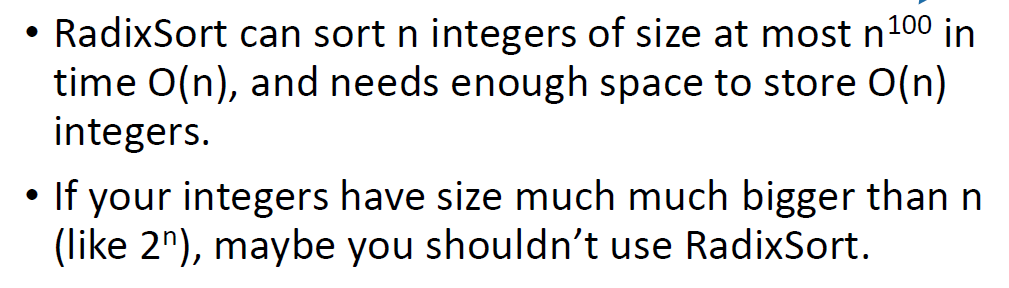 • RadixSort can sort n integers of size at most n¹⁰⁰ in
time O(n), and needs enough space to store O(n)
integers.
• If your integers have size much much bigger than n
(like 2ⁿ), maybe you shouldn’t use RadixSort.